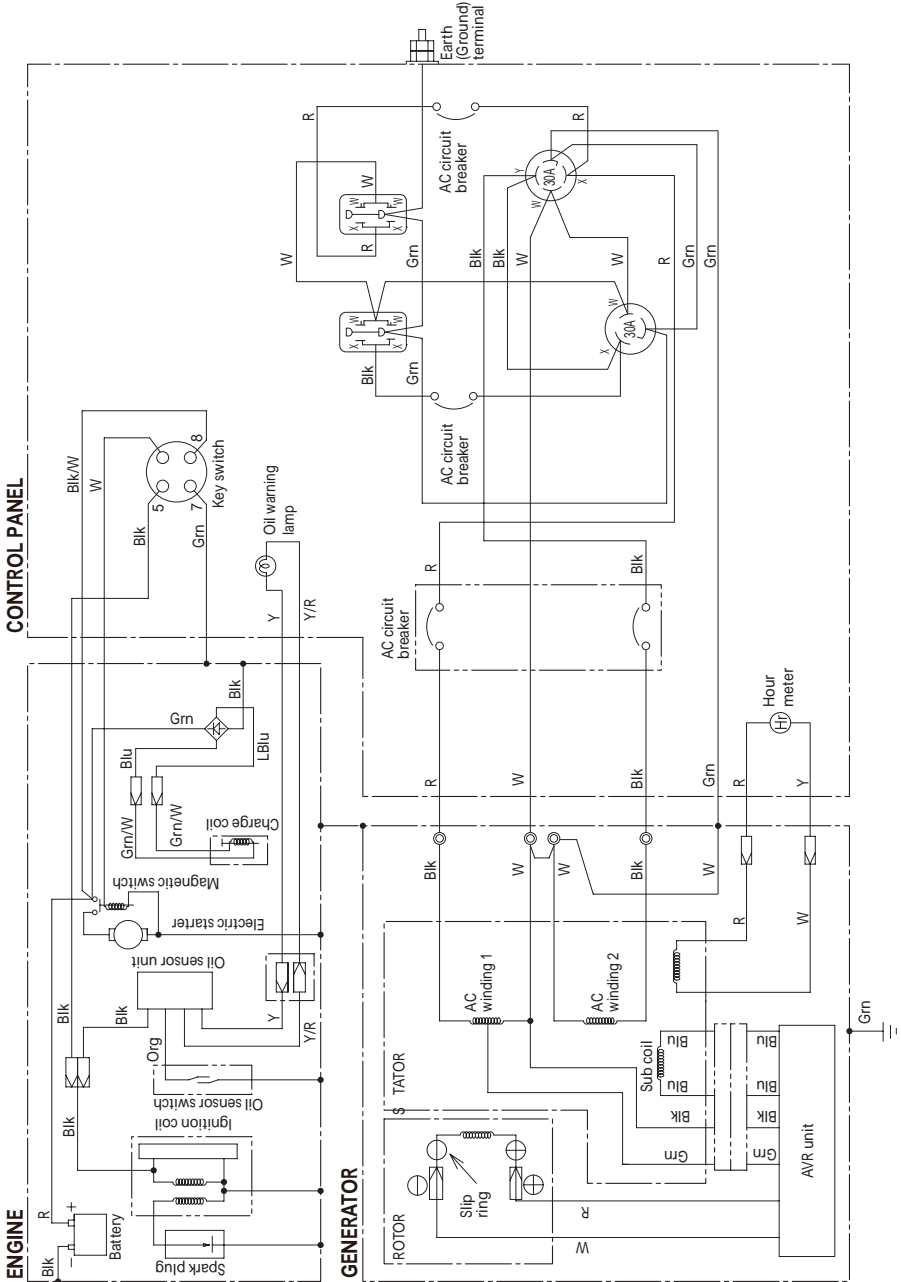 CONTROL PANEL
Earth
(Ground)
terminal
R
W
W
R
X
W
X
W
X
W
X
W
Blk
Grn
Grn
AC circuit
breaker
AC circuit
breaker
R
Y
30A
W
X
W
30A
X
Blk
Blk
W
W
R
Grn
Grn
Blk/W
W
5
8
7
Key switch
Blk
Grn
Oil warning
lamp
Y
Y/R
AC circuit
breaker
R
Blk
ENGINE
Grn
Blk
Blu
LBlu
Grn/W
Grn/W
Charge coil
Magnetic switch
Electric starter
Oil sensor unit
Blk
Blk
Org
Y
Y/R
Oil sensor switch
Ignition coil
Blk
R
+
–
Battery
Blk
Spark plug
R
W
Blk
Grn
Hour
meter
Hr
R
Y
GENERATOR
Blk
W
W
Blk
W
R
W
AC
winding 1
AC
winding 2
STATOR
Sub coil
Blu
Blu
Blk
Grn
Blu
Blu
Blk
Grn
AVR unit
ROTOR
Slip
ring
R
W
Grn